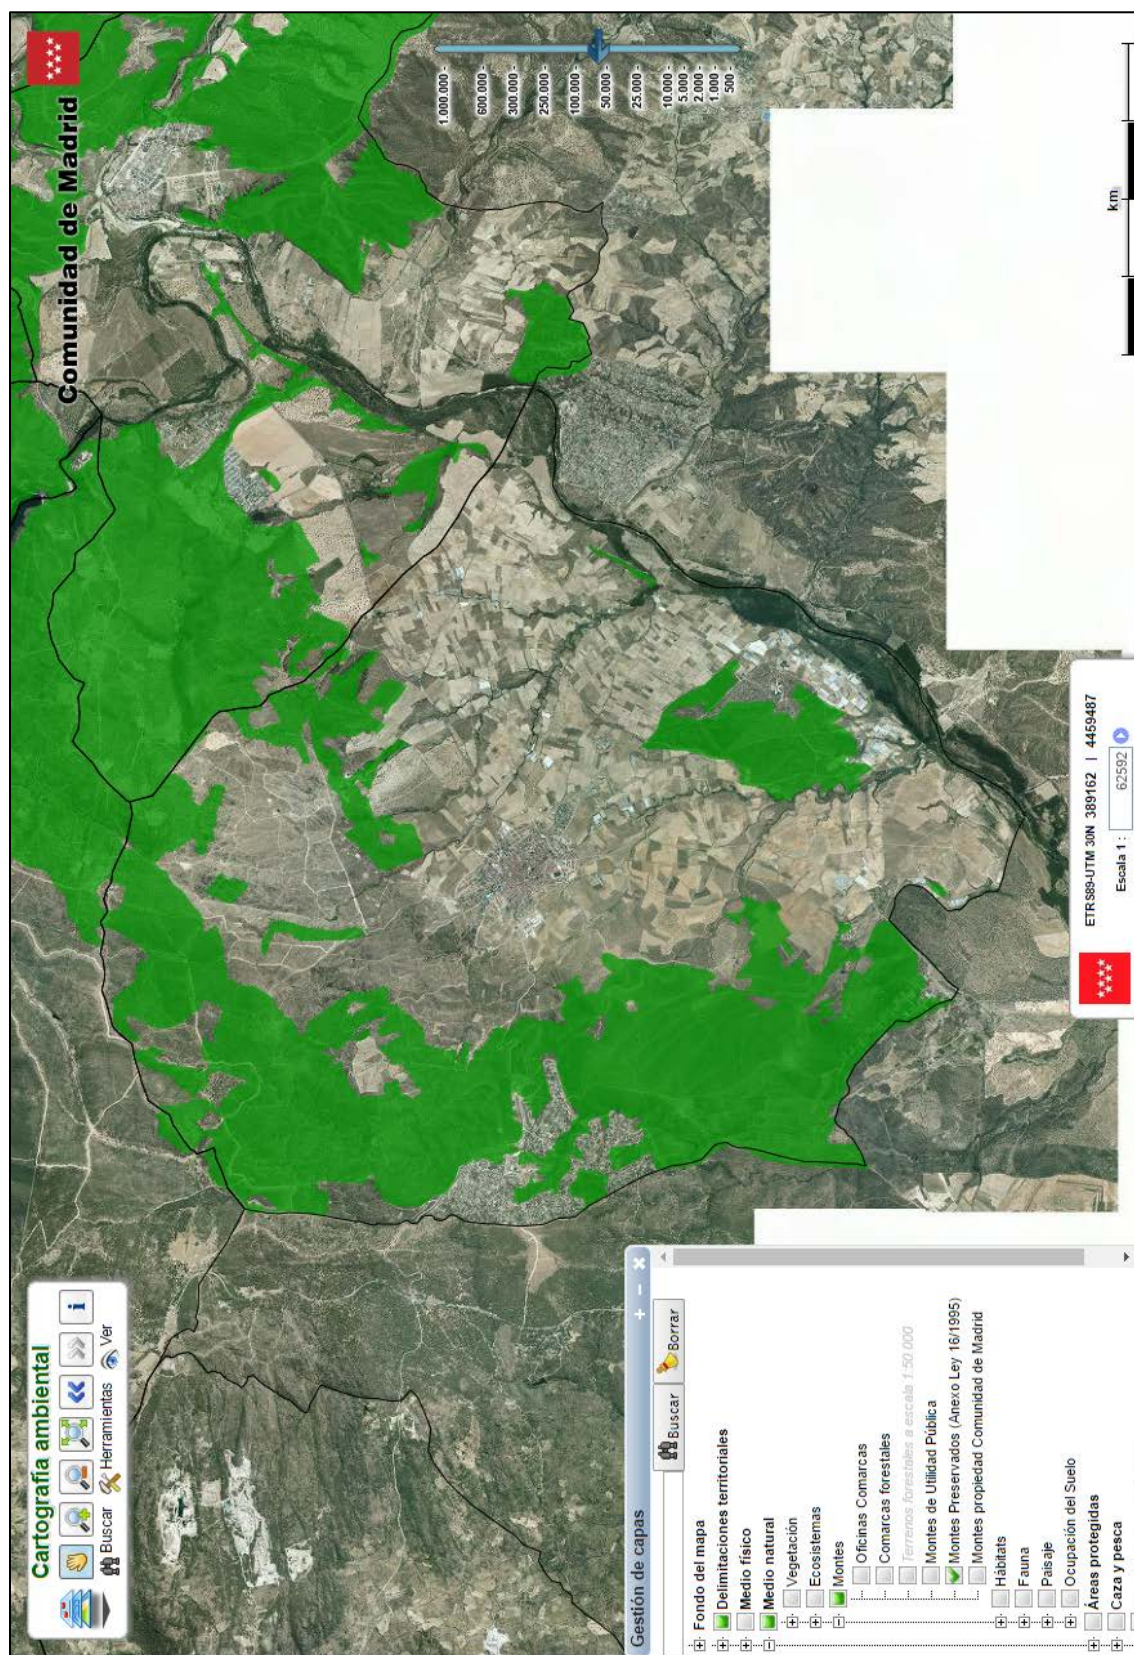 Cartografía ambiental
Buscar
Herramientas
Ver
Comunidad de Madrid
1.000.000 -
600.000 -
300.000 -
250.000 -
100.000 -
50.000 -
25.000 -
10.000 -
5.000 -
2.000 -
1.000 -
500 -
Gestión de capas
+ − ×
Buscar
Borrar
Fondo del mapa
Delimitaciones territoriales
Medio físico
Medio natural
Vegetación
Ecosistemas
Montes
Oficinas Comarcas
Comarcas forestales
Terrenos forestales a escala 1:50.000
Montes de Utilidad Pública
Montes Preservados (Anexo Ley 16/1995)
Montes propiedad Comunidad de Madrid
Hábitats
Fauna
Paisaje
Ocupación del Suelo
Áreas protegidas
Caza y pesca
ETRS89-UTM 30N 389162 | 4459487
Escala 1 : 62592
km